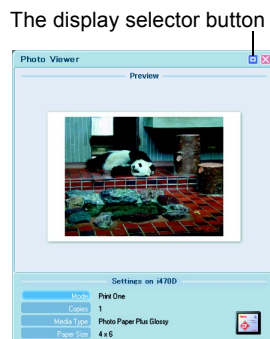 The display selector button
Photo Viewer
Preview
Settings on i470D
Mode Print One
Copies 1
Media Type Photo Paper Plus Glossy
Paper Size 4 x 6